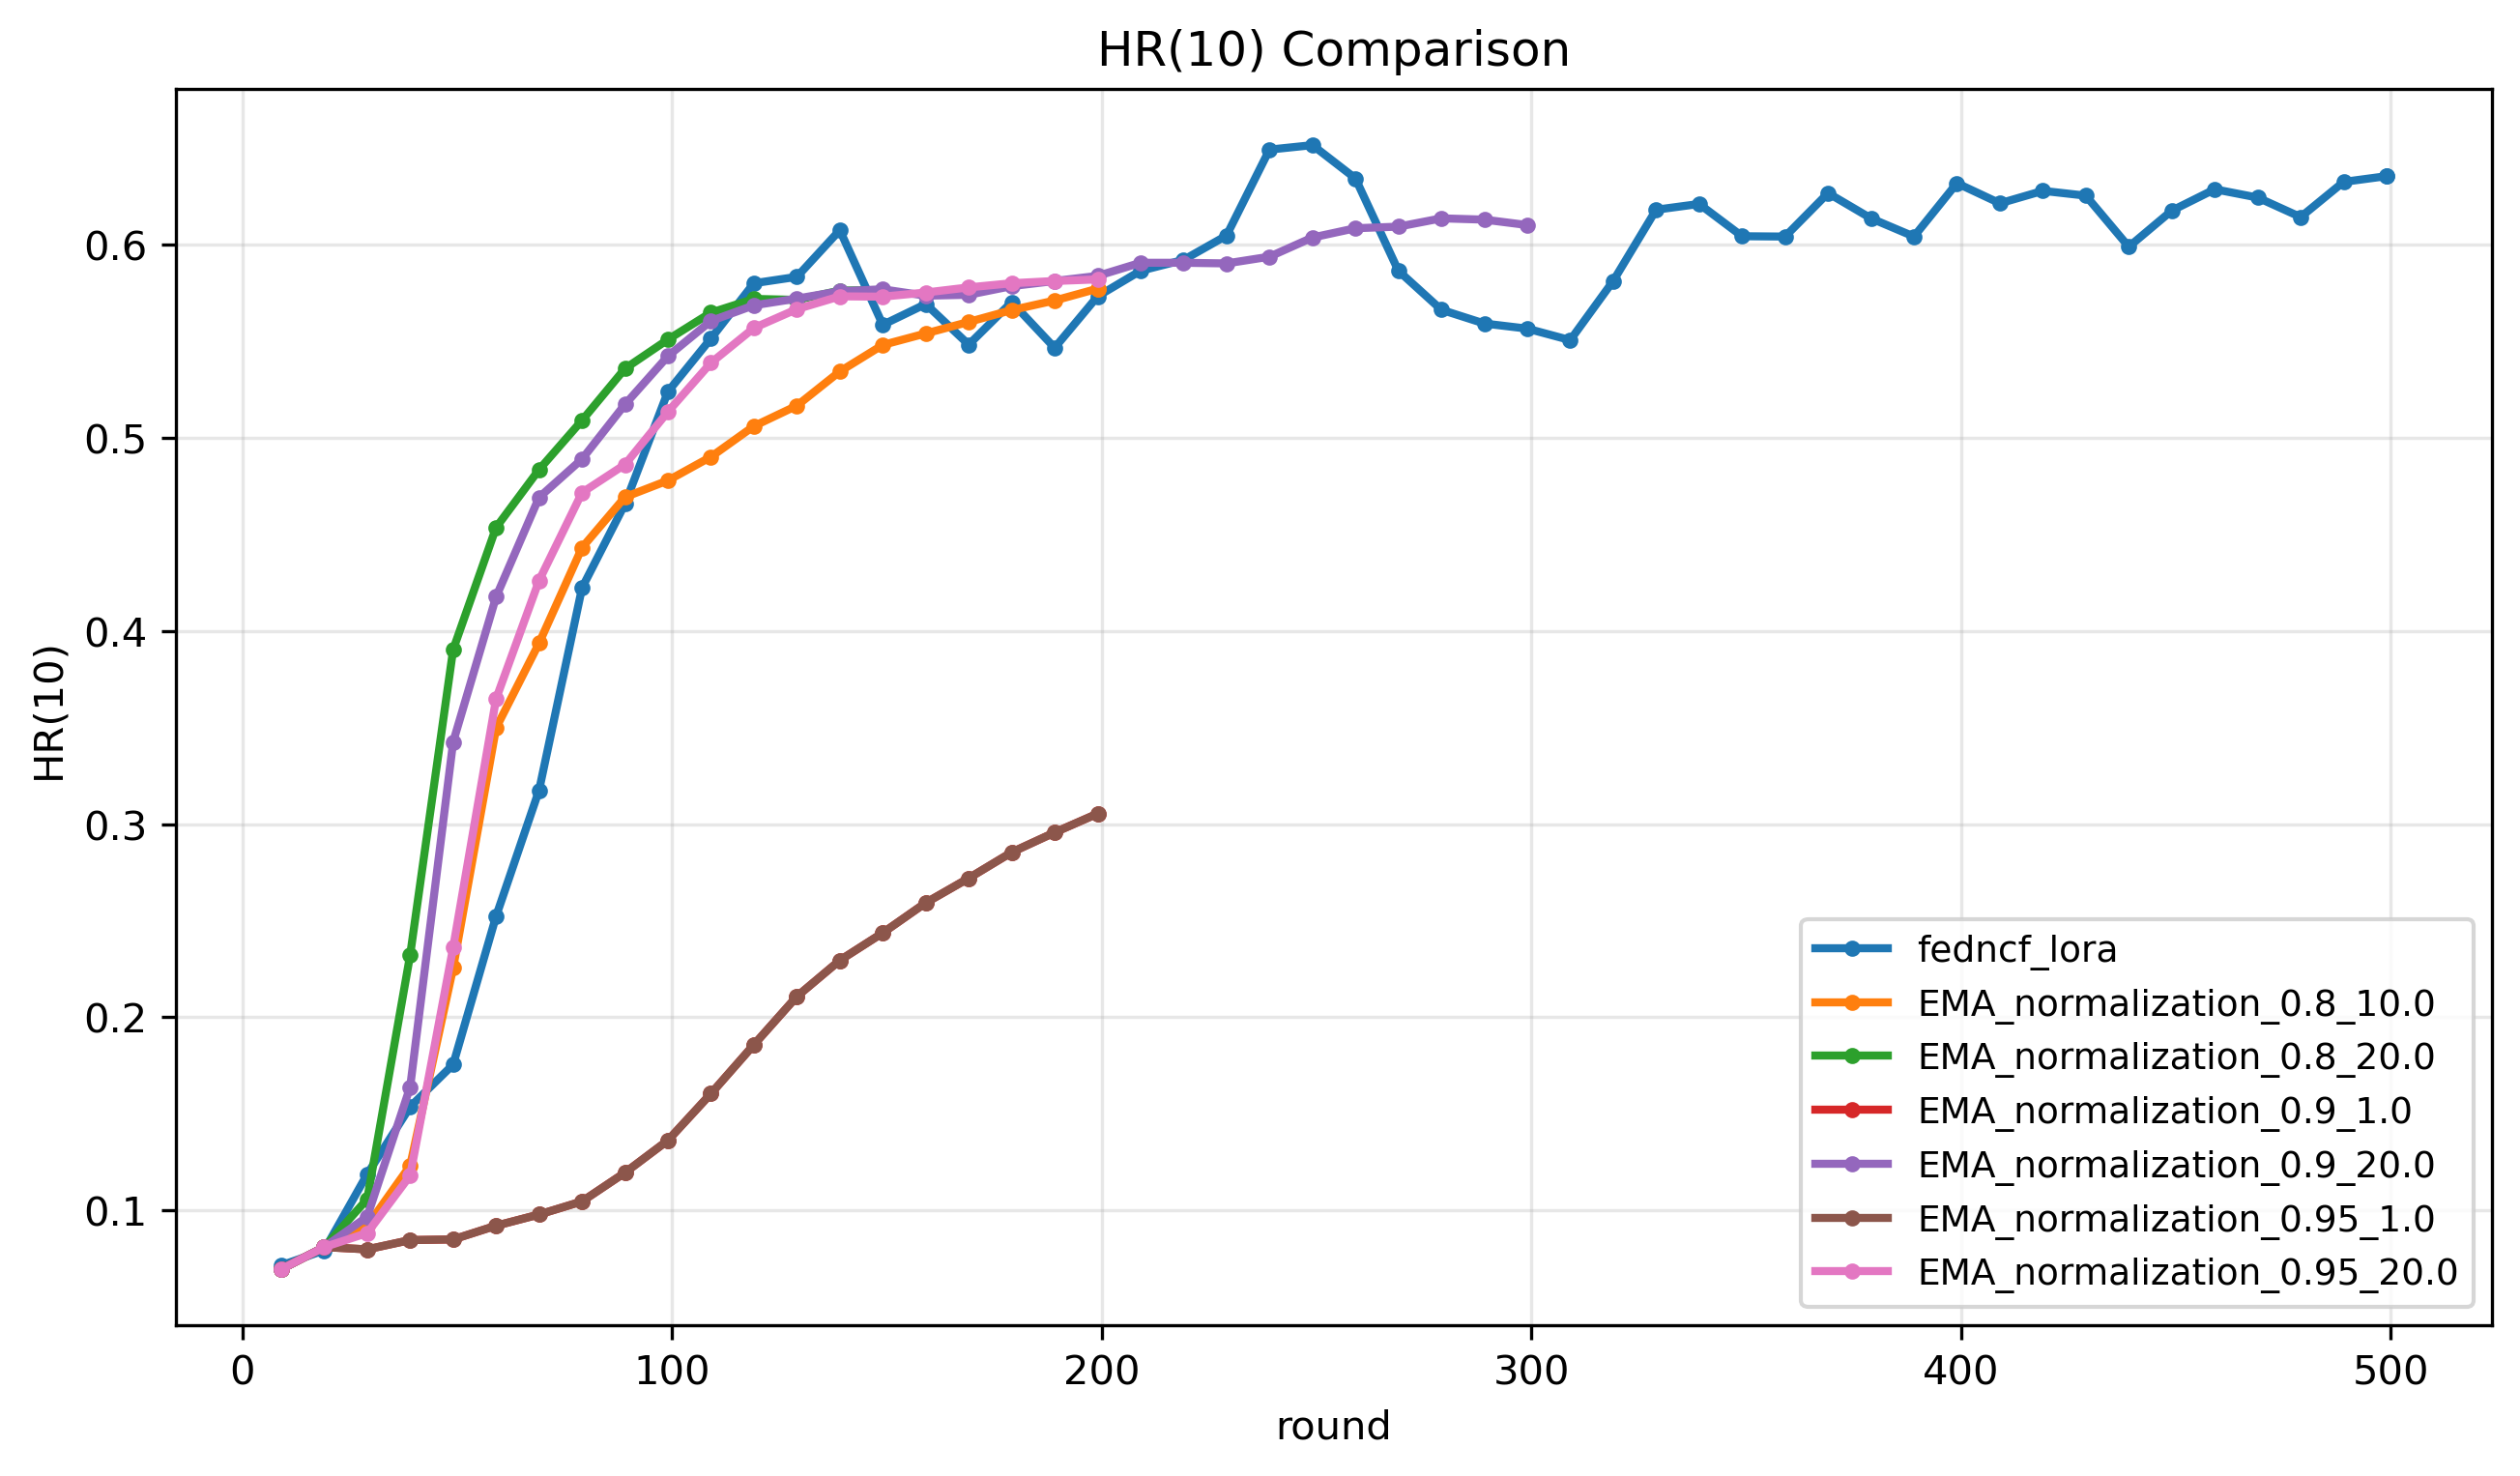 HR(10) Comparison
HR(10)
0.6
0.5
0.4
0.3
0.2
0.1
0 100 200 300 400 500
round
fedncf_lora
EMA_normalization_0.8_10.0
EMA_normalization_0.8_20.0
EMA_normalization_0.9_1.0
EMA_normalization_0.9_20.0
EMA_normalization_0.95_1.0
EMA_normalization_0.95_20.0